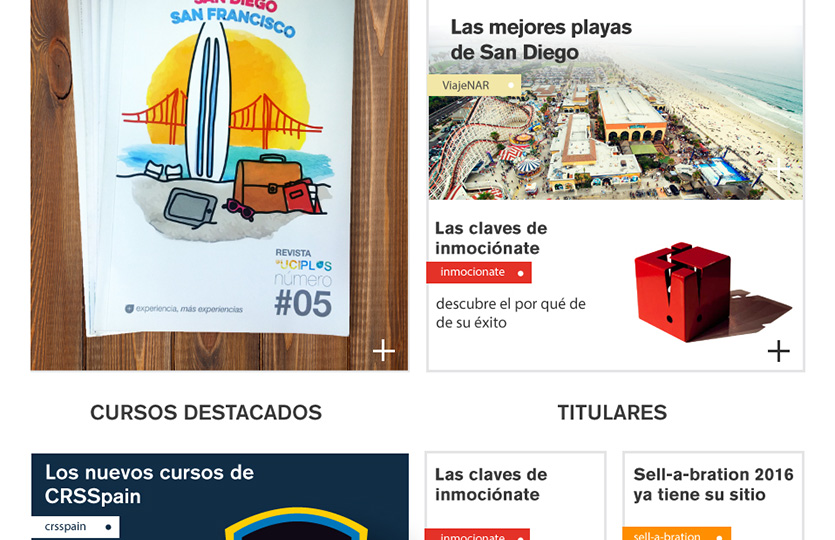 SAN DIEGO
SAN FRANCISCO
REVISTA
UCIPLUS
número
#05
experiencia, más experiencias
Las mejores playas
de San Diego
ViajeNAR
Las claves de
inmociónate
inmocionate
descubre el por qué de
de su éxito
CURSOS DESTACADOS
TITULARES
Los nuevos cursos de
CRSSpain
crsspain
Las claves de
inmociónate
inmocionate
Sell-a-bration 2016
ya tiene su sitio
sell-a-bration